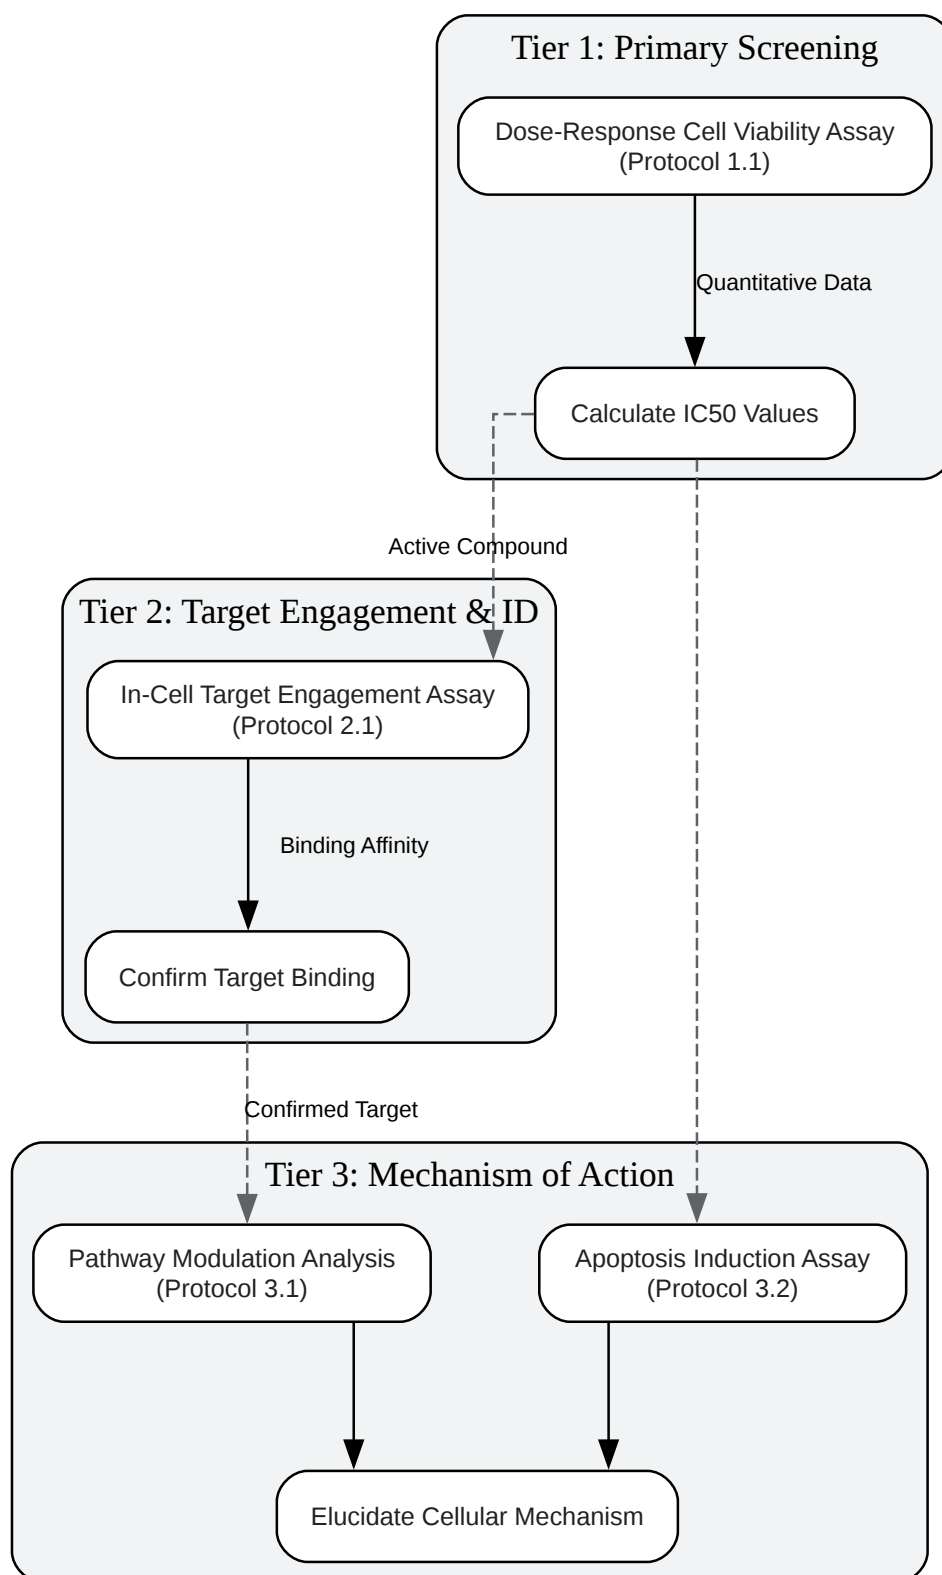 Tier 1: Primary Screening
Dose-Response Cell Viability Assay
(Protocol 1.1)
Quantitative Data
Calculate IC50 Values
Active Compound
Tier 2: Target Engagement & ID
In-Cell Target Engagement Assay
(Protocol 2.1)
Binding Affinity
Confirm Target Binding
Confirmed Target
Tier 3: Mechanism of Action
Pathway Modulation Analysis
(Protocol 3.1)
Apoptosis Induction Assay
(Protocol 3.2)
Elucidate Cellular Mechanism